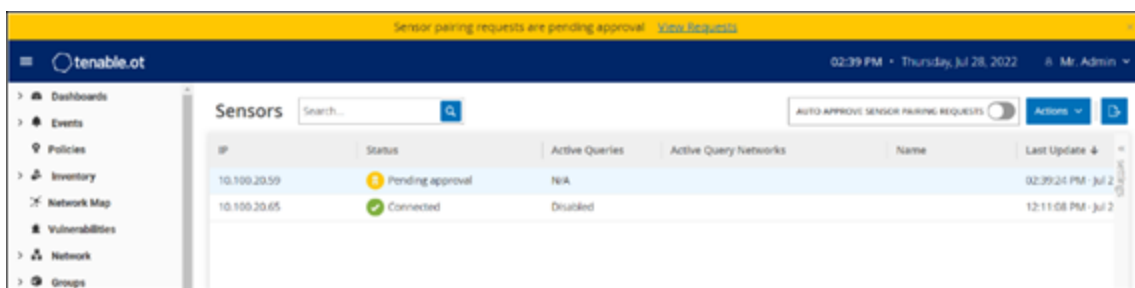 Sensor pairing requests are pending approval View Requests
tenable.ot 02:39 PM • Thursday, Jul 28, 2022 Mr. Admin
Dashboards
Events
Policies
Inventory
Network Map
Vulnerabilities
Network
Groups
Sensors Search... AUTO APPROVE SENSOR PAIRING REQUESTS Actions
IP Status Active Queries Active Query Networks Name Last Update
10.100.20.59 Pending approval N/A 02:39:24 PM · Jul 2
10.100.20.65 Connected Disabled 12:11:08 PM · Jul 2
Settings